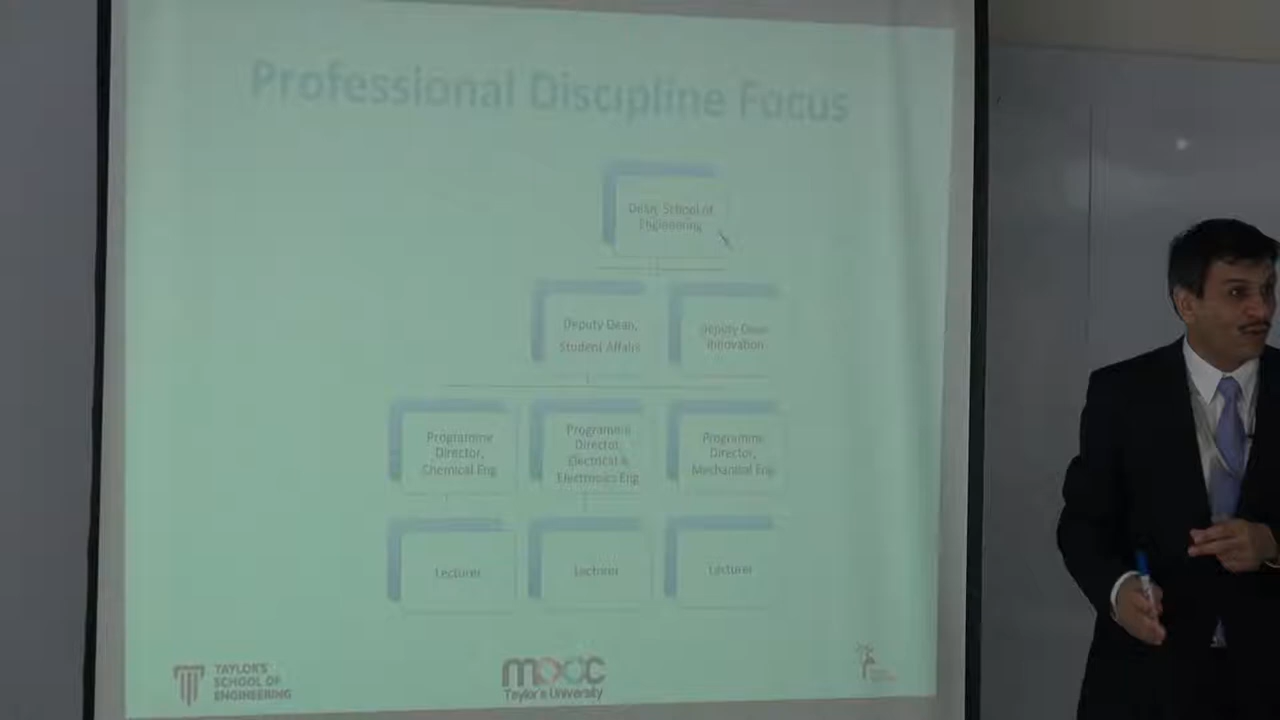 Professional Discipline Focus
Dean, School of
Engineering
Deputy Dean,
Student Affairs
Deputy Dean
Innovation
Programme
Director,
Chemical Eng
Programme
Director,
Electrical &
Electronics Eng
Programme
Director,
Mechanical Eng
Lecturer
Lecturer
Lecturer
TAYLOR'S
SCHOOL OF
ENGINEERING
mooc
Taylor's University